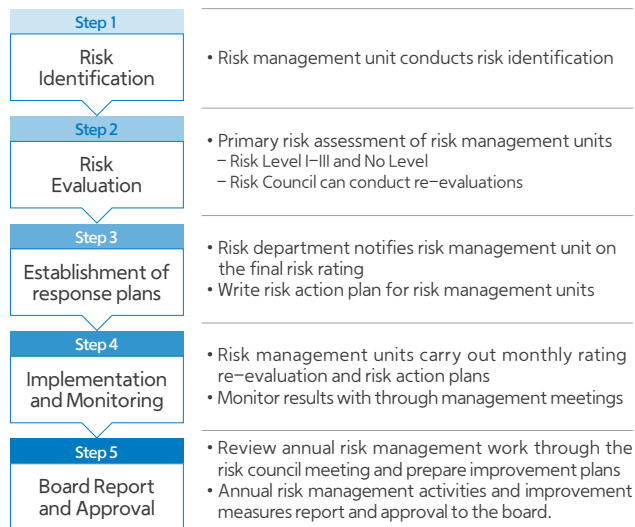 Step 1
Risk
Identification
• Risk management unit conducts risk identification
Step 2
Risk
Evaluation
• Primary risk assessment of risk management units
– Risk Level I–III and No Level
– Risk Council can conduct re–evaluations
Step 3
Establishment of
response plans
• Risk department notifies risk management unit on
the final risk rating
• Write risk action plan for risk management units
Step 4
Implementation
and Monitoring
• Risk management units carry out monthly rating
re–evaluation and risk action plans
• Monitor results with through management meetings
Step 5
Board Report
and Approval
• Review annual risk management work through the
risk council meeting and prepare improvement plans
• Annual risk management activities and improvement
measures report and approval to the board.